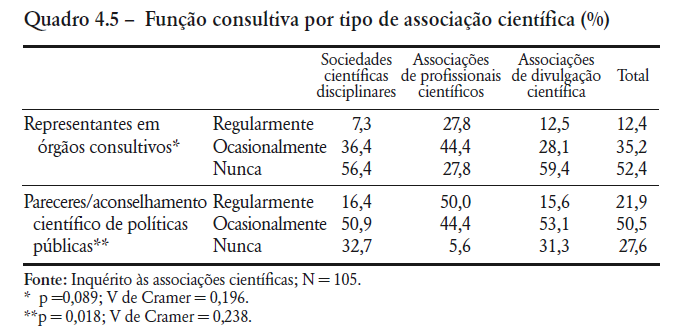 Quadro 4.5 – Função consultiva por tipo de associação científica (%)
Sociedades Associações Associações
científicas de profissionais de divulgação Total
disciplinares científicos científica
Representantes em Regularmente 7,3 27,8 12,5 12,4
órgãos consultivos* Ocasionalmente 36,4 44,4 28,1 35,2
Nunca 56,4 27,8 59,4 52,4
Pareceres/aconselhamento Regularmente 16,4 50,0 15,6 21,9
científico de políticas Ocasionalmente 50,9 44,4 53,1 50,5
públicas** Nunca 32,7 5,6 31,3 27,6
Fonte: Inquérito às associações científicas; N = 105.
* p =0,089; V de Cramer = 0,196.
**p = 0,018; V de Cramer = 0,238.